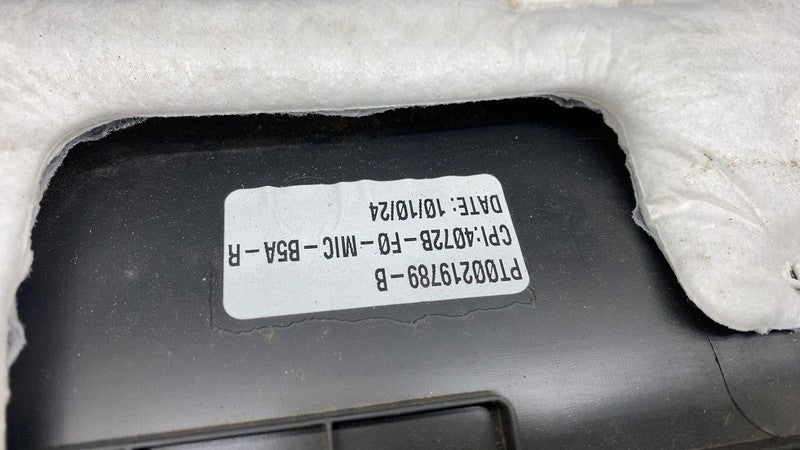 PT00219789-B
CPI:4072B-F0-MIC-B5A-R
DATE: 10/10/24